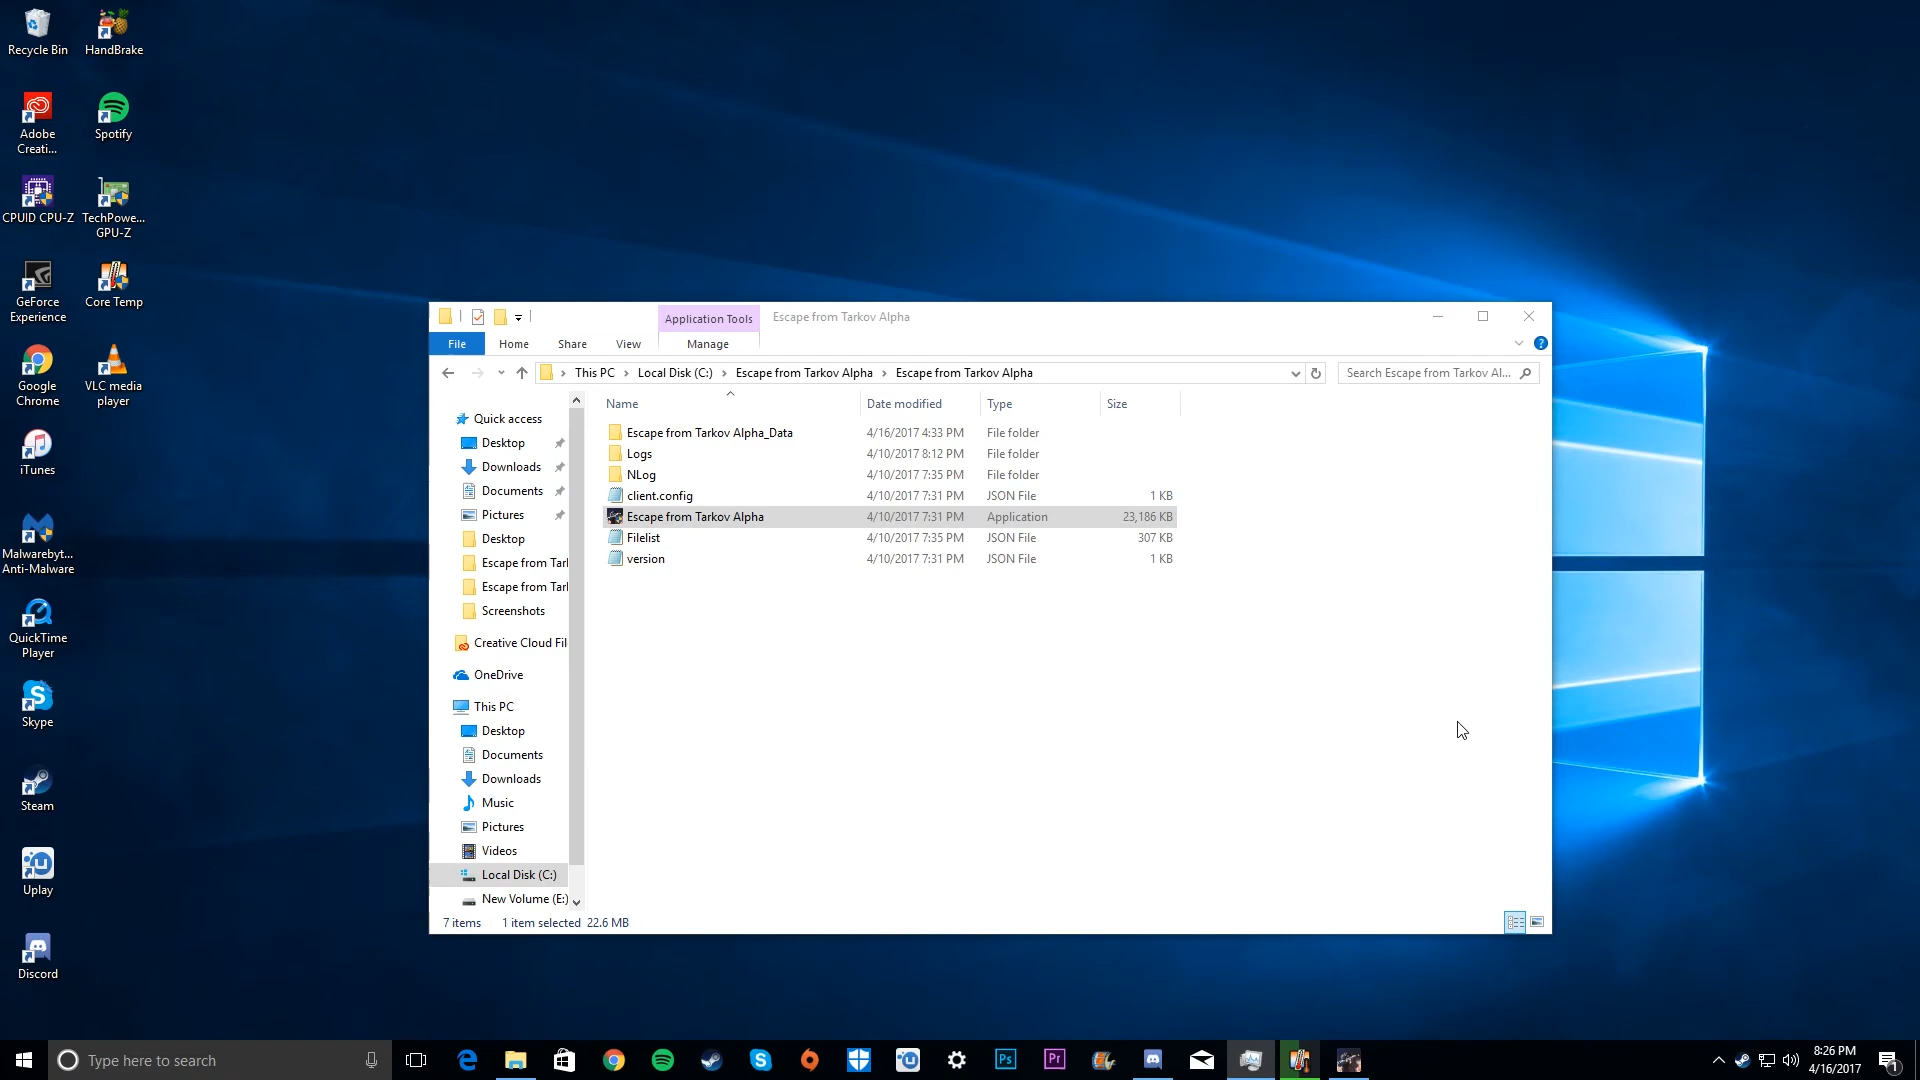 Recycle Bin
HandBrake
Adobe
Creati...
Spotify
CPUID CPU-Z
TechPowe...
GPU-Z
GeForce
Experience
Core Temp
Google
Chrome
VLC media
player
iTunes
Malwarebyt...
Anti-Malware
QuickTime
Player
Skype
Steam
Uplay
Discord
Application Tools
Escape from Tarkov Alpha
File Home Share View Manage
This PC Local Disk (C:) Escape from Tarkov Alpha Escape from Tarkov Alpha
Search Escape from Tarkov Al...
Quick access
Desktop
Downloads
Documents
Pictures
Desktop
Escape from Tarl
Escape from Tarl
Screenshots
Creative Cloud Fil
OneDrive
This PC
Desktop
Documents
Downloads
Music
Pictures
Videos
Local Disk (C:)
New Volume (E:)
Name Date modified Type Size
Escape from Tarkov Alpha_Data 4/16/2017 4:33 PM File folder
Logs 4/10/2017 8:12 PM File folder
NLog 4/10/2017 7:35 PM File folder
client.config 4/10/2017 7:31 PM JSON File 1 KB
Escape from Tarkov Alpha 4/10/2017 7:31 PM Application 23,186 KB
Filelist 4/10/2017 7:35 PM JSON File 307 KB
version 4/10/2017 7:31 PM JSON File 1 KB
7 items 1 item selected 22.6 MB
Type here to search
Ps
Pr
8:26 PM
4/16/2017
1